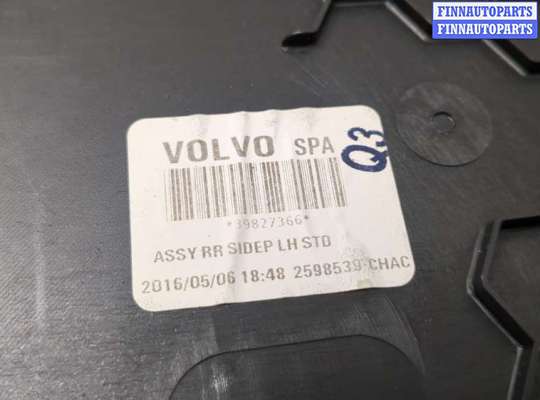 FINNAUTOPARTS
FINNAUTOPARTS
VOLVO SPA
Q3
*39827366*
ASSY RR SIDEP LH STD
2016/05/06 18:48 2598539-CHAC